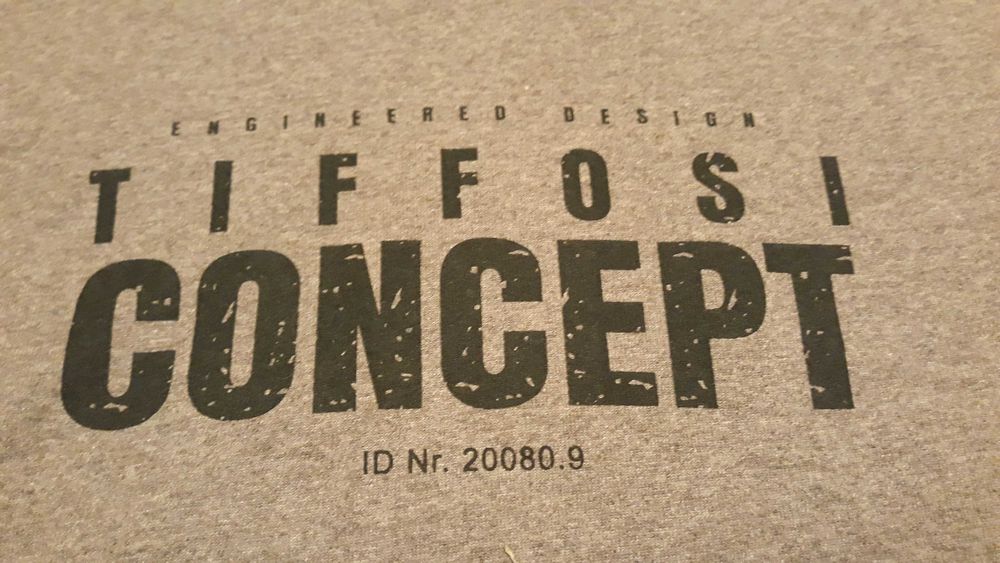 ENGINEERED DESIGN
TIFFOSI
CONCEPT
ID Nr. 20080.9